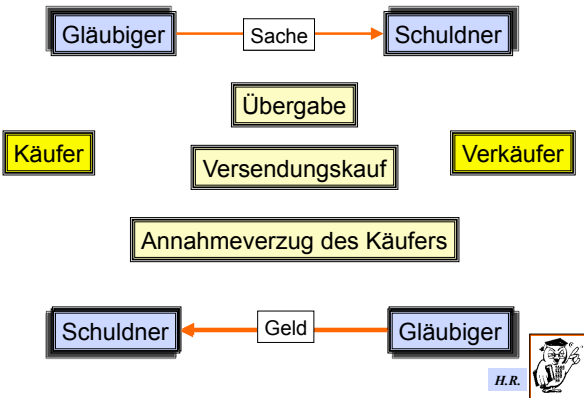 Gläubiger Sache Schuldner
Übergabe
Käufer Verkäufer
Versendungskauf
Annahmeverzug des Käufers
Schuldner Geld Gläubiger
H.R.